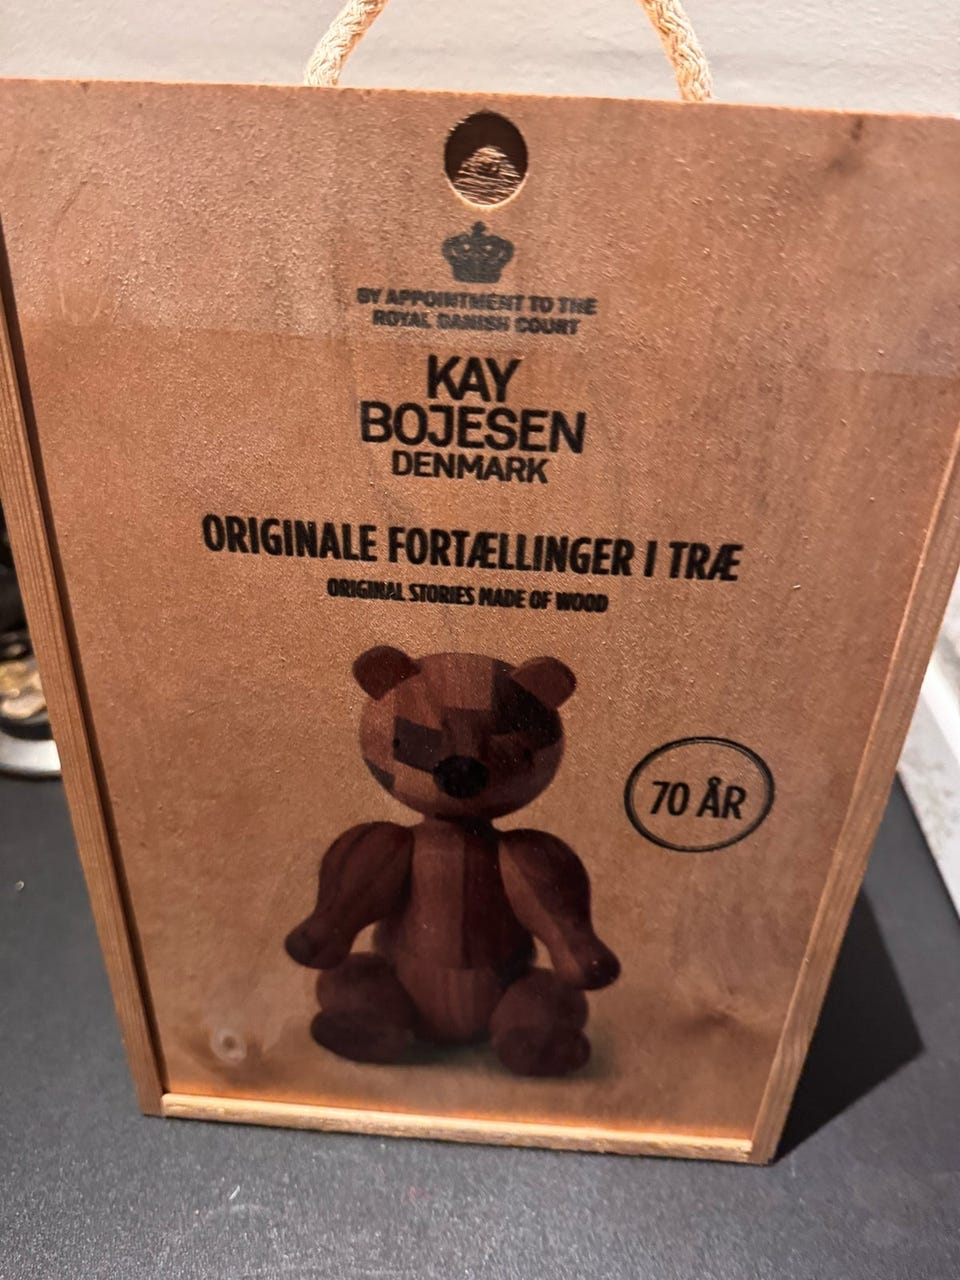 BY APPOINTMENT TO THE
ROYAL DANISH COURT
KAY
BOJESEN
DENMARK
ORIGINALE FORTÆLLINGER I TRÆ
ORIGINAL STORIES MADE OF WOOD
70 ÅR